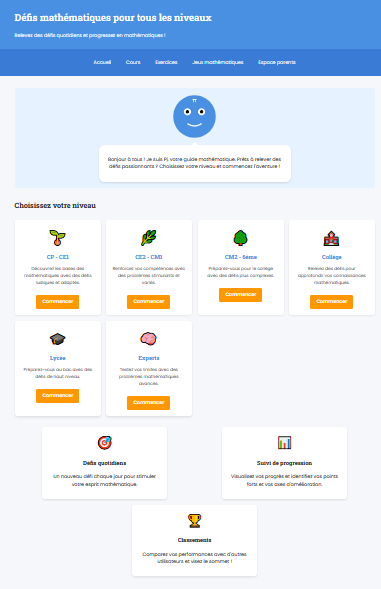 Défis mathématiques pour tous les niveaux
Relevez des défis quotidiens et progressez en mathématiques !
Accueil Cours Exercices Jeux mathématiques Espace parents
π
Bonjour à tous ! Je suis Pi, votre guide mathématique. Prêts à relever des
défis passionnants ? Choisissez votre niveau et commencez l'aventure !
Choisissez votre niveau
CP - CE1
Découvrez les bases des
mathématiques avec des défis
ludiques et adaptés.
Commencer
CE2 - CM1
Renforcez vos compétences avec
des problèmes stimulants et
variés.
Commencer
CM2 - 6ème
Préparez-vous pour le collège
avec des défis plus complexes.
Commencer
Collège
Relevez des défis pour
approfondir vos connaissances
mathématiques.
Commencer
Lycée
Préparez-vous au bac avec des
défis de haut niveau.
Commencer
Experts
Testez vos limites avec des
problèmes mathématiques
avancés.
Commencer
Défis quotidiens
Un nouveau défi chaque jour pour stimuler
votre esprit mathématique.
Suivi de progression
Visualisez vos progrès et identifiez vos points
forts et vos axes d'amélioration.
Classements
Comparez vos performances avec d'autres
utilisateurs et visez le sommet !